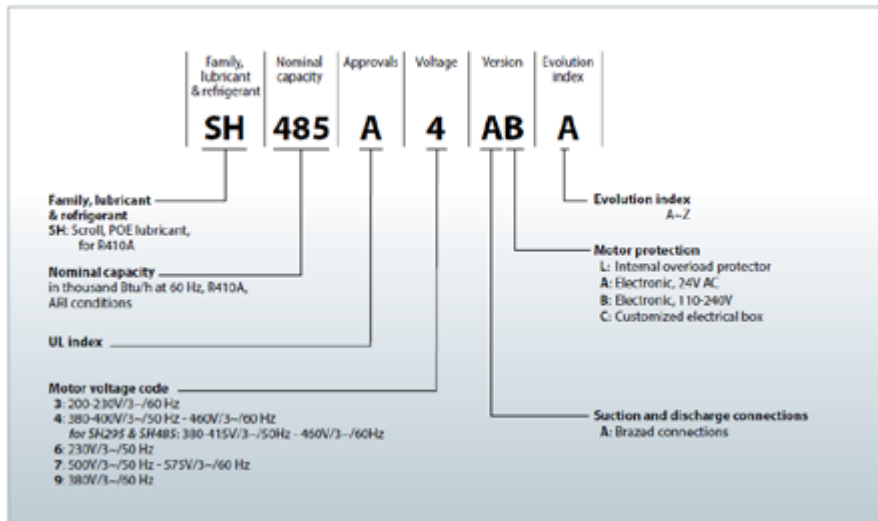 Family, lubricant & refrigerant
Nominal capacity
Approvals
Voltage
Version
Evolution index
SH 485 A 4 AB A
Family, lubricant
& refrigerant
SH: Scroll, POE lubricant,
for R410A
Nominal capacity
in thousand Btu/h at 60 Hz, R410A,
ARI conditions
UL index
Motor voltage code
3: 200-230V/3~/60 Hz
4: 380-400V/3~/50 Hz - 460V/3~/60 Hz
for SH295 & SH485: 380-415V/3~/50Hz - 460V/3~/60Hz
6: 230V/3~/50 Hz
7: 500V/3~/50 Hz - 575V/3~/60 Hz
9: 380V/3~/60 Hz
Evolution index
A~Z
Motor protection
L: Internal overload protector
A: Electronic, 24V AC
B: Electronic, 110-240V
C: Customized electrical box
Suction and discharge connections
A: Brazed connections